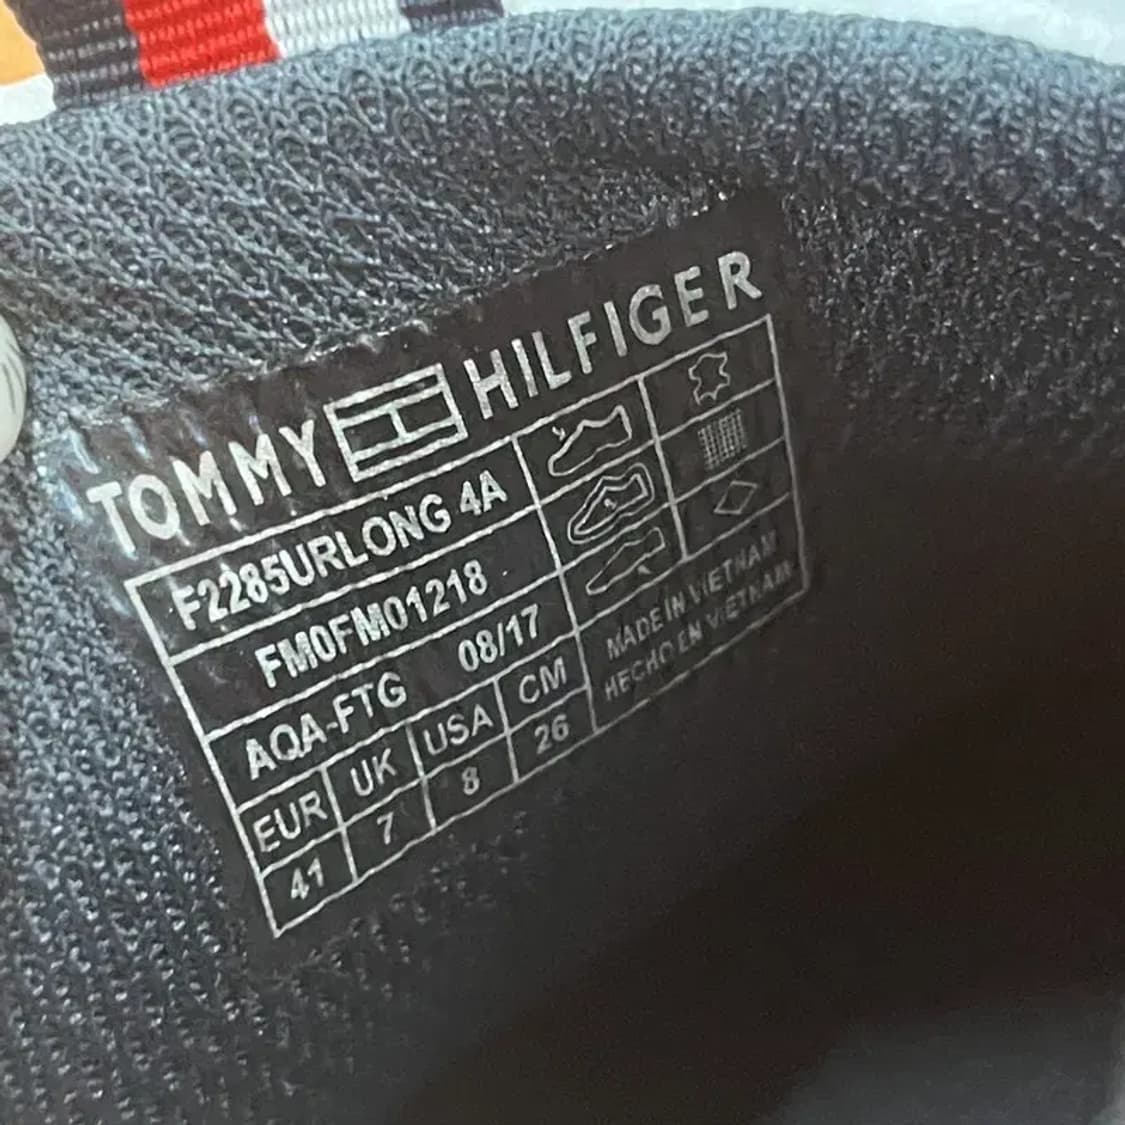 TOMMY HILFIGER
F2285URLONG 4A
FM0FM01218
AQA-FTG 08/17
EUR UK USA CM
41 7 8 26
MADE IN VIETNAM
HECHO EN VIETNAM